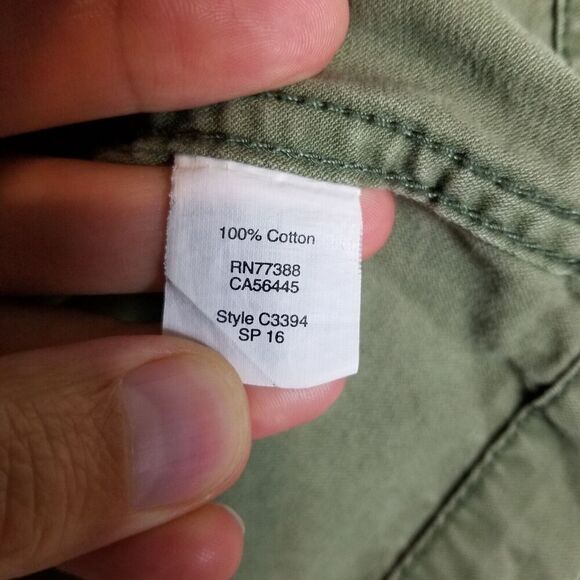 100% Cotton
RN77388
CA56445
Style C3394
SP 16